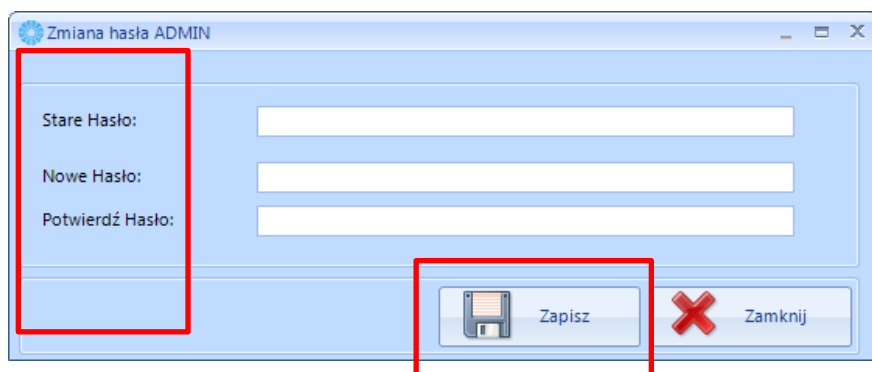 Zmiana hasła ADMIN
Stare Hasło:
Nowe Hasło:
Potwierdź Hasło:
Zapisz
Zamknij